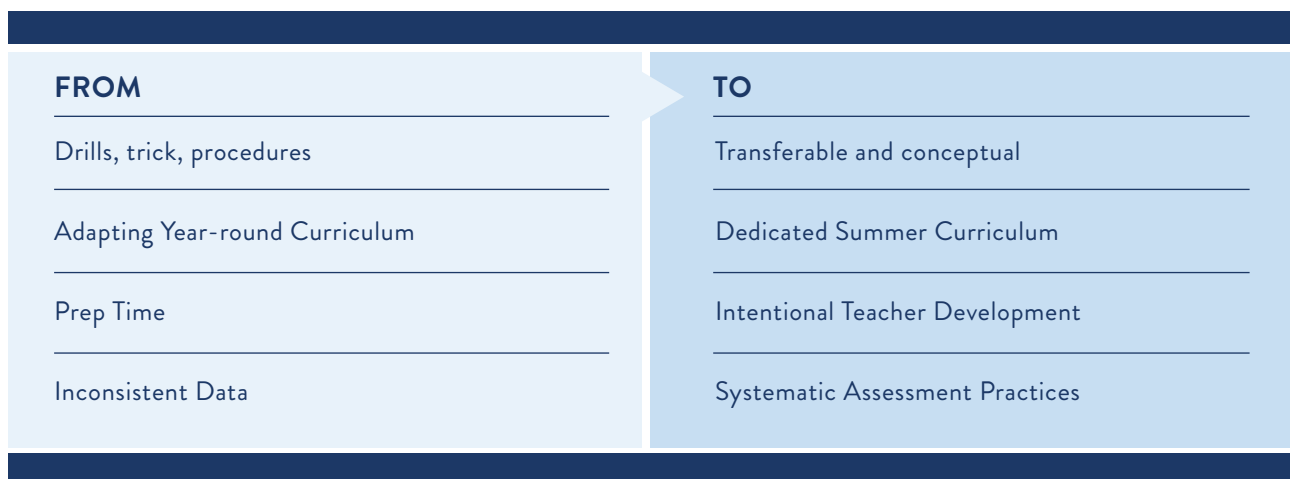 FROM
TO
Drills, trick, procedures
Transferable and conceptual
Adapting Year-round Curriculum
Dedicated Summer Curriculum
Prep Time
Intentional Teacher Development
Inconsistent Data
Systematic Assessment Practices